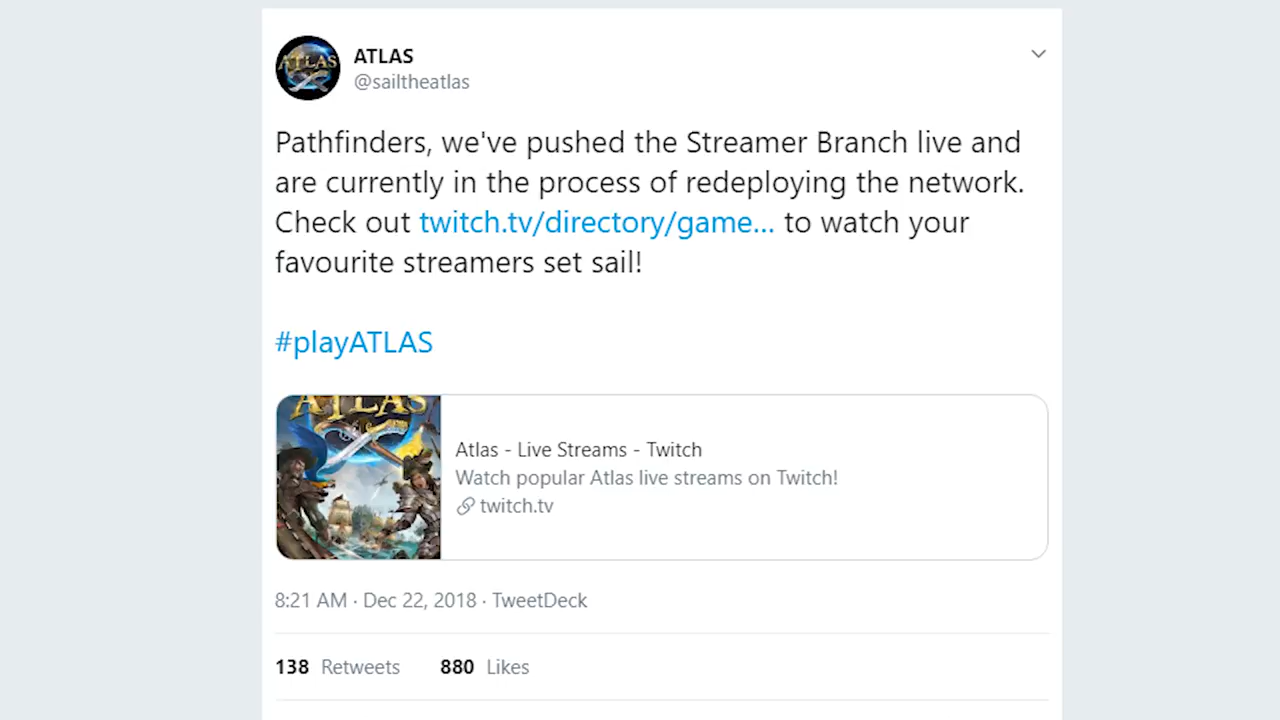 ATLAS
ATLAS
@sailtheatlas
Pathfinders, we've pushed the Streamer Branch live and
are currently in the process of redeploying the network.
Check out twitch.tv/directory/game... to watch your
favourite streamers set sail!
#playATLAS
ATLAS
Atlas - Live Streams - Twitch
Watch popular Atlas live streams on Twitch!
twitch.tv
8:21 AM · Dec 22, 2018 · TweetDeck
138 Retweets 880 Likes